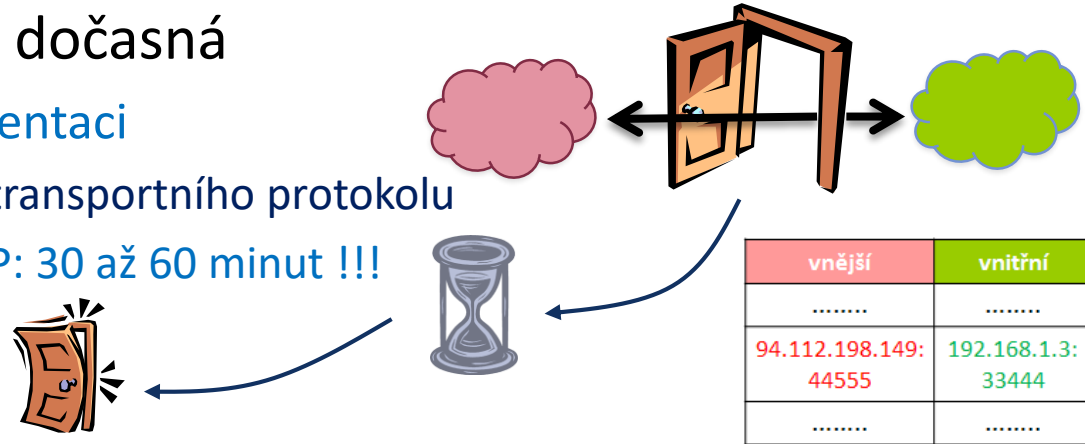 dočasná
entaci
transportního protokolu
P: 30 až 60 minut !!!
vnější vnitřní
........ ........
94.112.198.149: 192.168.1.3:
44555 33444
........ ........